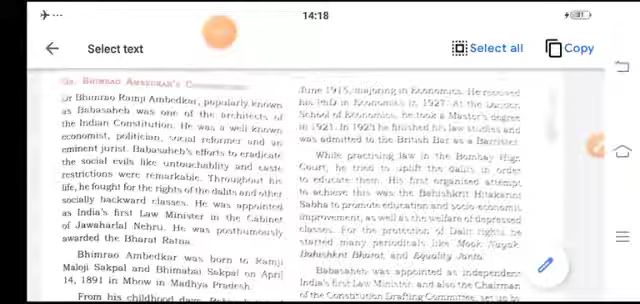 14:18
Select text
Select all
Copy
Dr. BHIMRAO AMBEDKAR'S
Dr Bhimrao Ramji Ambedkar, popularly known
as Babasaheb was one of the architects of
the Indian Constitution. He was a well known
economist, politician, social reformer and an
eminent jurist. Babasaheb's efforts to eradicate
the social evils like untouchablity and caste
restrictions were remarkable. Throughout his
life, he fought for the rights of the dalits and other
socially backward classes. He was appointed
as India's first Law Minister in the Cabinet
of Jawaharlal Nehru. He was posthumously
awarded the Bharat Ratna.
Bhimrao Ambedkar was born to Ramji
Maloji Sakpal and Bhimabai Sakpal on April
14, 1891 in Mhow in Madhya Pradesh.
From his childhood days
June 1915, majoring in Economics. He received
his PhD in Economics in 1927. At the London
School of Economics, he took a Master's degree
in 1921. In 1923 he finished his law studies and
was admitted to the British Bar as a Barrister.
While practising law in the Bombay High
Court, he tried to uplift the dalits in order
to educate them. His first organised attempt
to achieve this was the Bahishkrit Hitakarini
Sabha to promote education and socio-economic
improvement, as well as the welfare of depressed
classes. For the protection of Dalit rights he
started many periodicals like Mook Nayak,
Bahishkrit Bharat, and Equality Janta.
Babasaheb was appointed as independent
India's first Law Minister and also the Chairman
of the Constitution Drafting Committee, set up by